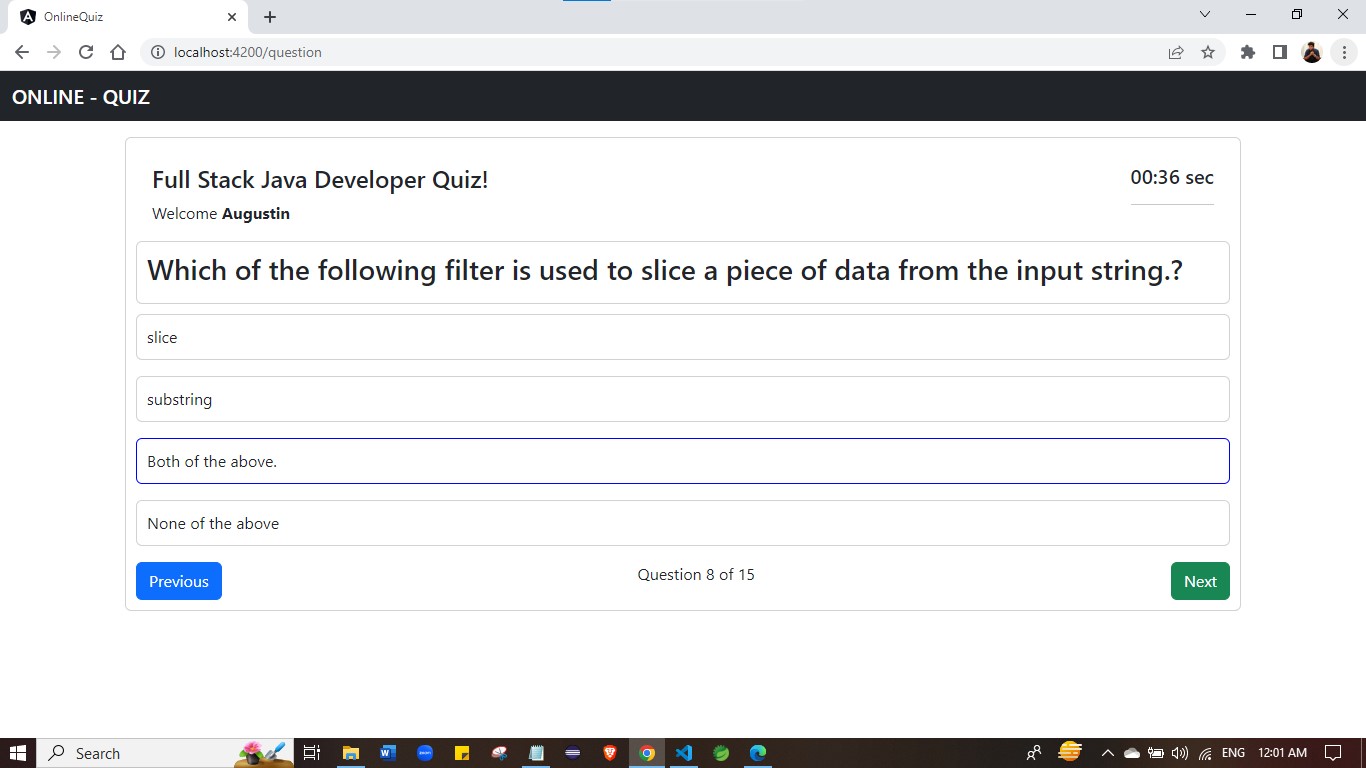 OnlineQuiz
localhost:4200/question
ONLINE - QUIZ
Full Stack Java Developer Quiz!
00:36 sec
Welcome Augustin
Which of the following filter is used to slice a piece of data from the input string.?
slice
substring
Both of the above.
None of the above
Previous
Question 8 of 15
Next
Search
ENG
12:01 AM